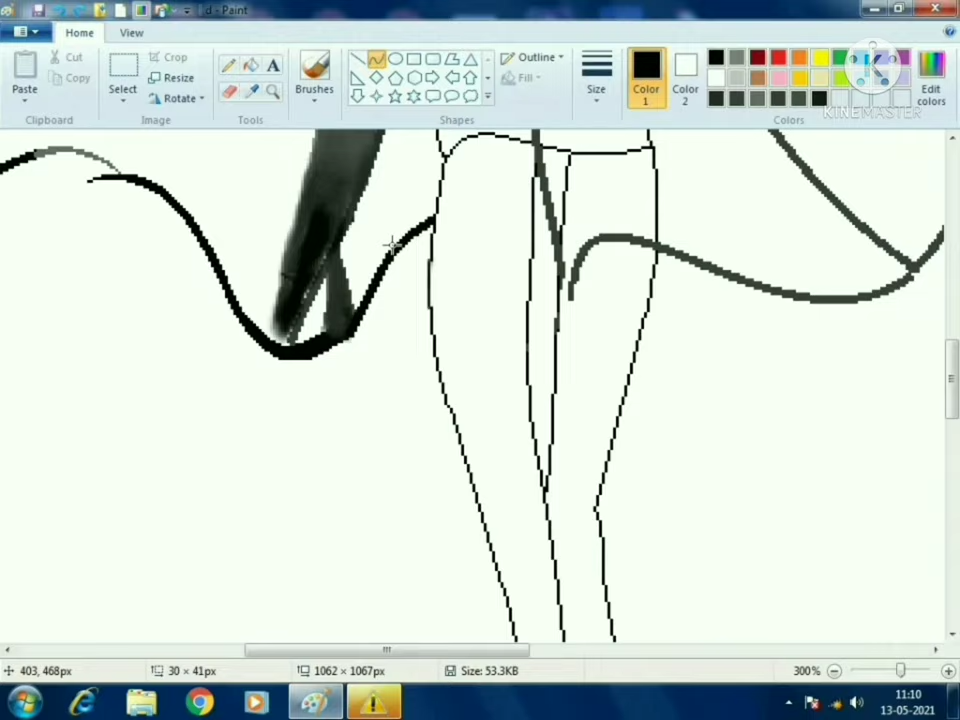 d - Paint
Home View
Paste
Cut
Copy
Clipboard
Select
Crop
Resize
Rotate
Image
Tools
Brushes
Outline
Fill
Shapes
Size
Color 1
Color 2
Edit colors
Colors
KINEMASTER
403, 468px
30 × 41px
1062 × 1067px
Size: 53.3KB
300%
11:10
13-05-2021